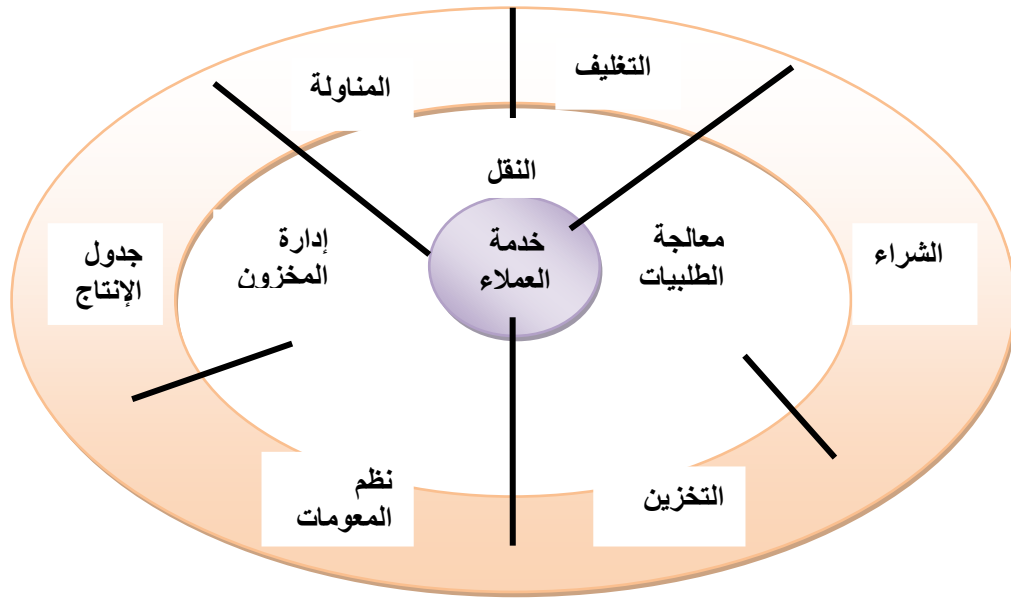 التغليف
المناولة
النقل
خدمة
العملاء
معالجة
الطلبيات
إدارة
المخزون
الشراء
جدول
الإنتاج
نظم
المعومات
التخزين